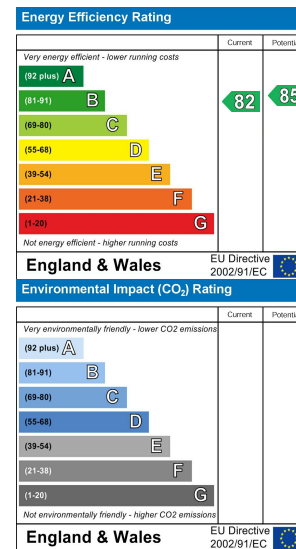 Energy Efficiency Rating
Current Potenti
Very energy efficient - lower running costs
(92 plus) A
(81-91) B
82 85
(69-80) C
(55-68) D
(39-54) E
(21-38) F
(1-20) G
Not energy efficient - higher running costs
England & Wales
EU Directive
2002/91/EC
Environmental Impact (CO₂) Rating
Current Potenti
Very environmentally friendly - lower CO2 emissions
(92 plus) A
(81-91) B
(69-80) C
(55-68) D
(39-54) E
(21-38) F
(1-20) G
Not environmentally friendly - higher CO2 emissions
England & Wales
EU Directive
2002/91/EC